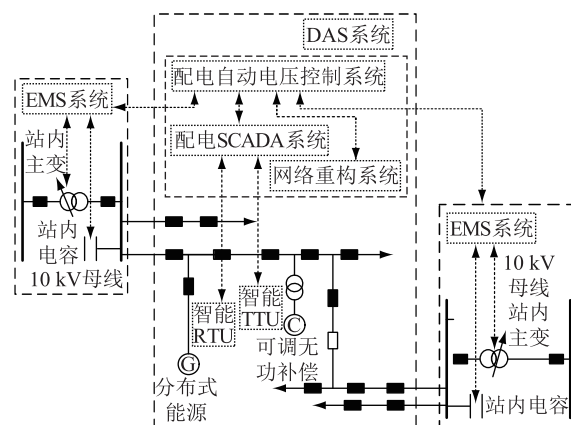 DAS系统
配电自动电压控制系统
EMS系统
配电SCADA系统
网络重构系统
站内
主变
站内
电容
10 kV母线
EMS系统
10 kV
母线
站内
主变
智能
RTU
智能
TTU
C
可调无
功补偿
G
分布式
能源
站内电容